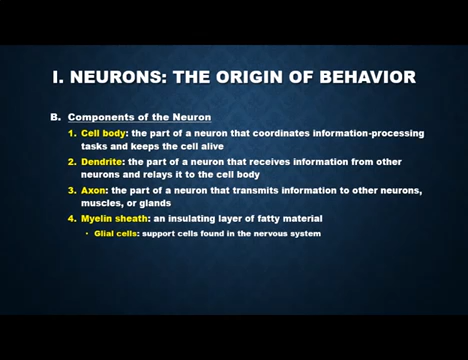 I. NEURONS: THE ORIGIN OF BEHAVIOR
B. Components of the Neuron
1. Cell body: the part of a neuron that coordinates information-processing
tasks and keeps the cell alive
2. Dendrite: the part of a neuron that receives information from other
neurons and relays it to the cell body
3. Axon: the part of a neuron that transmits information to other neurons,
muscles, or glands
4. Myelin sheath: an insulating layer of fatty material
• Glial cells: support cells found in the nervous system